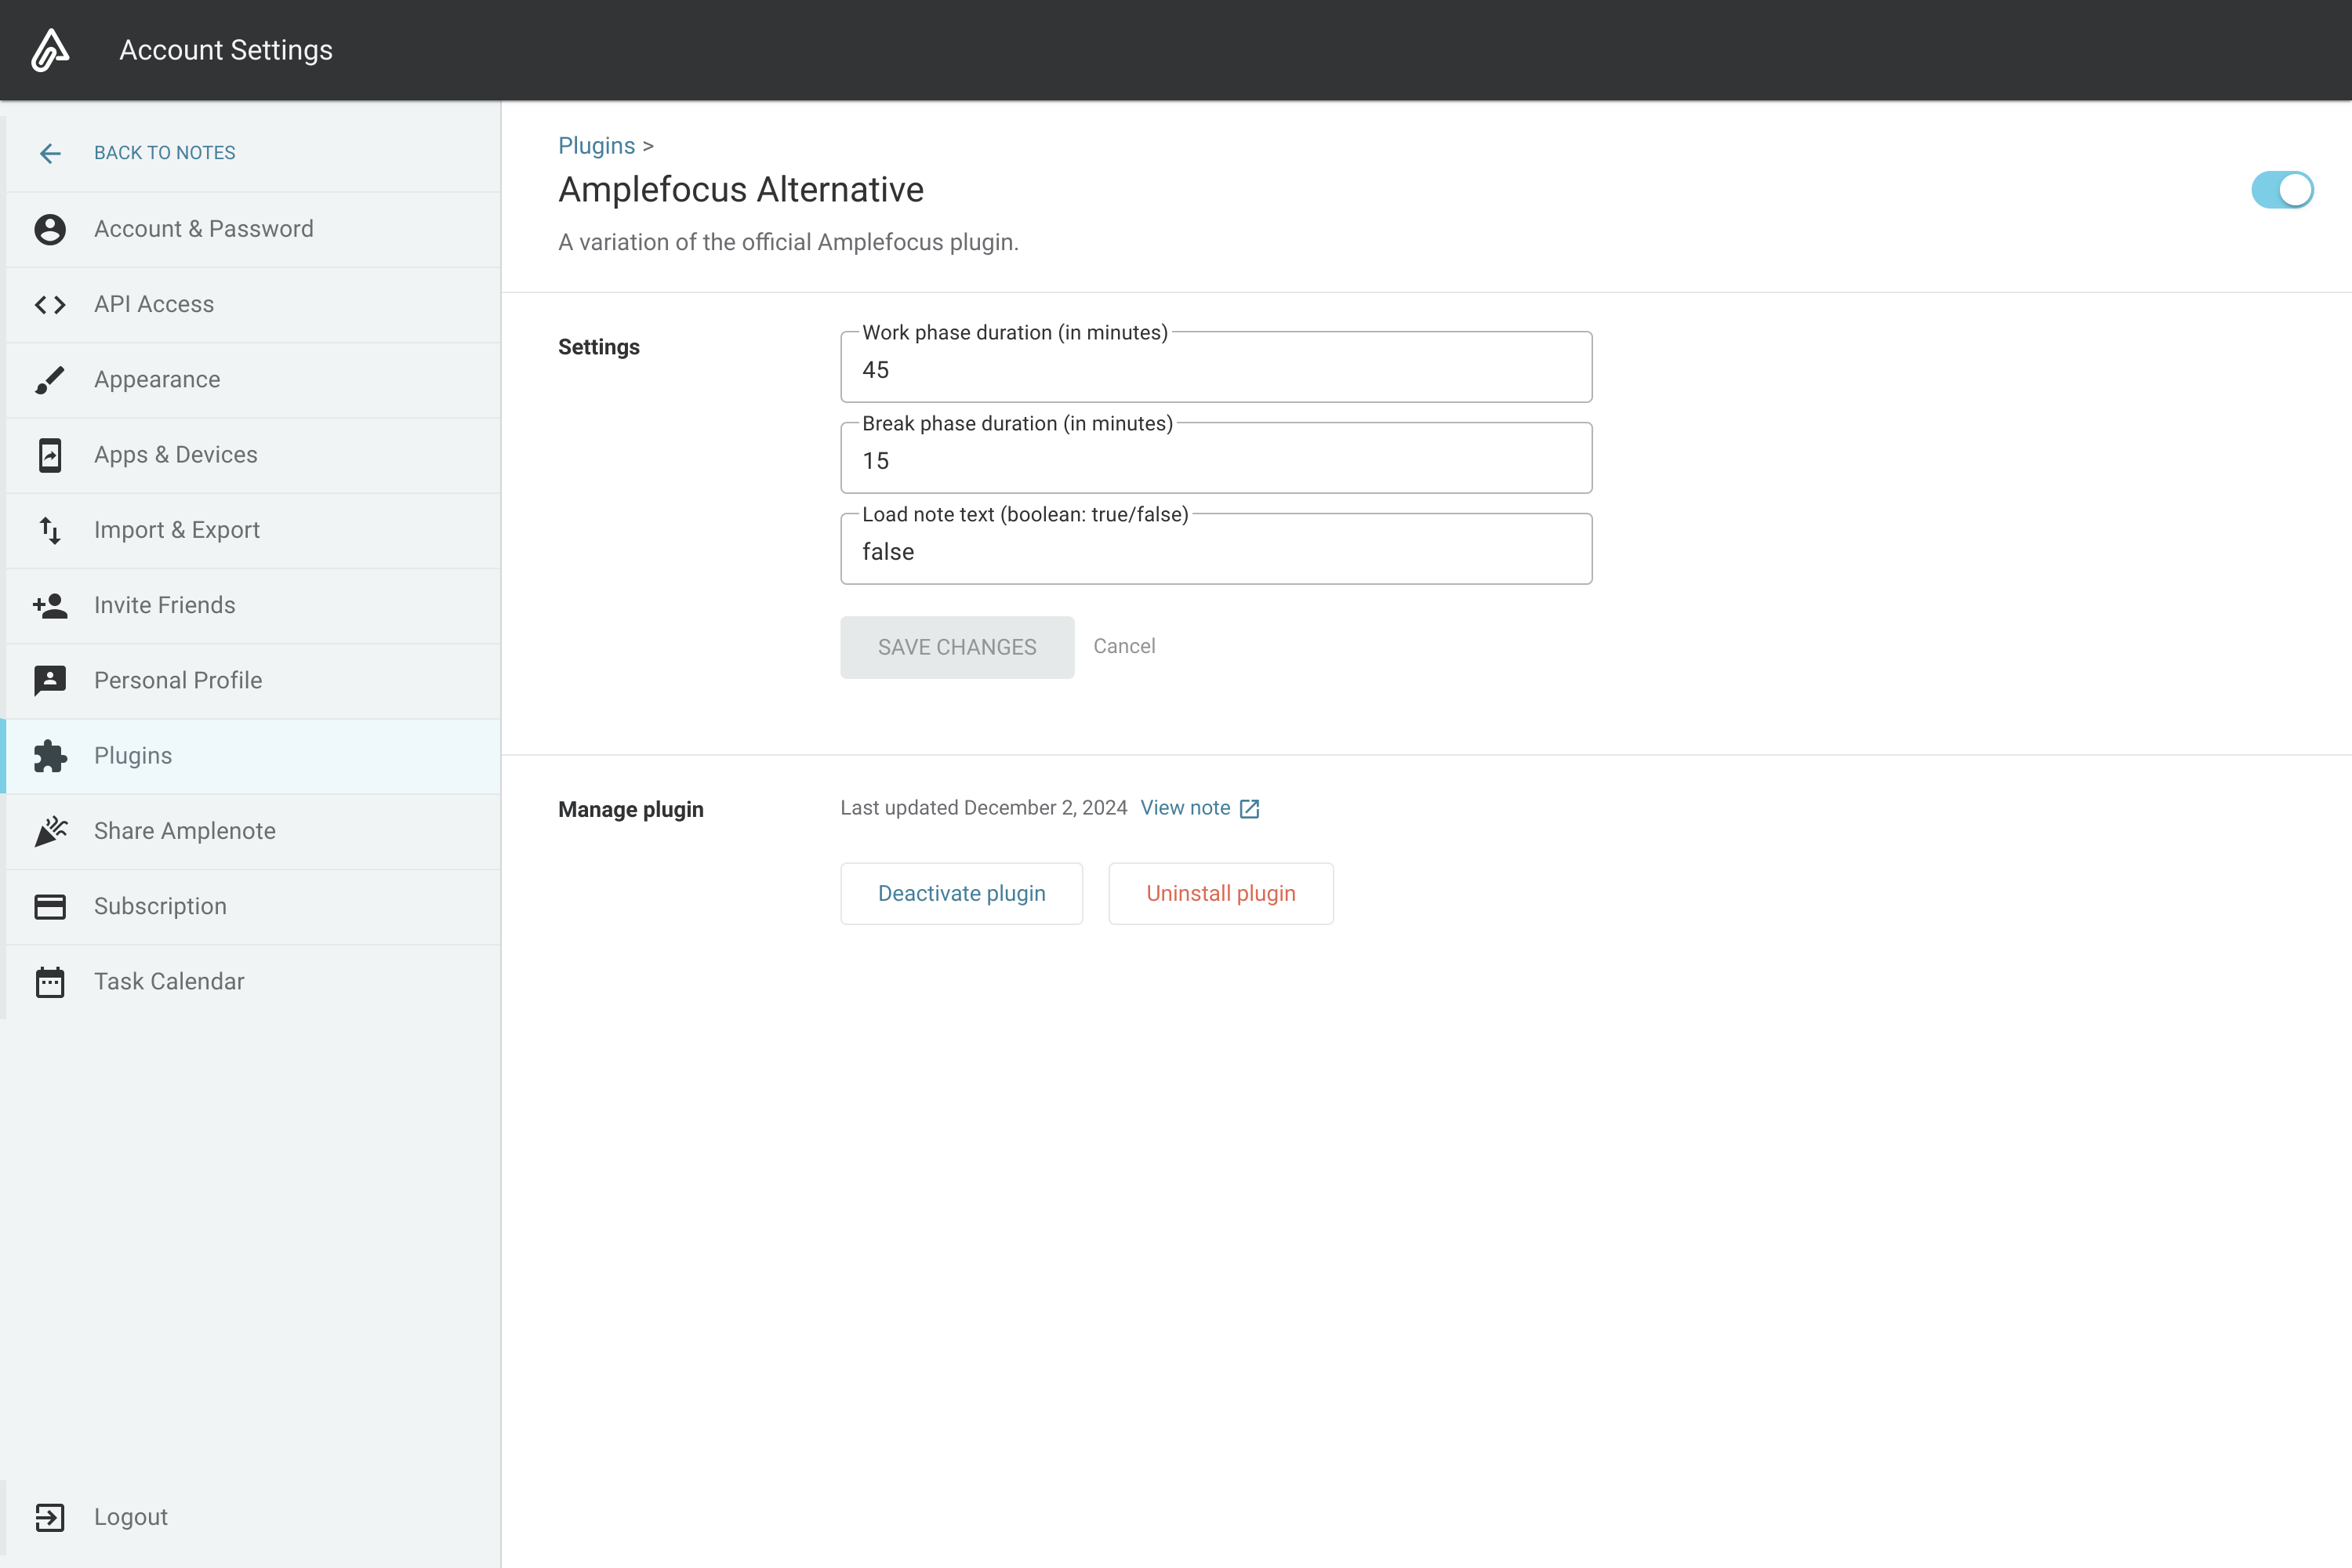 Account Settings
BACK TO NOTES
Account & Password
API Access
Appearance
Apps & Devices
Import & Export
Invite Friends
Personal Profile
Plugins
Share Amplenote
Subscription
Task Calendar
Logout
Plugins >
Amplefocus Alternative
A variation of the official Amplefocus plugin.
Settings
Work phase duration (in minutes)
45
Break phase duration (in minutes)
15
Load note text (boolean: true/false)
false
SAVE CHANGES Cancel
Manage plugin
Last updated December 2, 2024 View note
Deactivate plugin Uninstall plugin